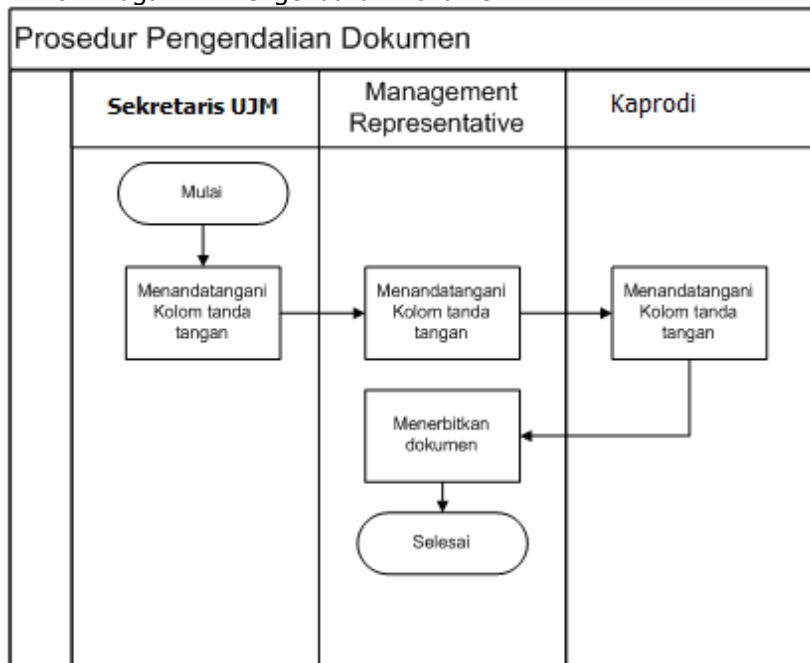 Prosedur Pengendalian Dokumen
Sekretaris UJM
Management
Representative
Kaprodi
Mulai
Menandatangani
Kolom tanda
tangan
Menandatangani
Kolom tanda
tangan
Menandatangani
Kolom tanda
tangan
Menerbitkan
dokumen
Selesai